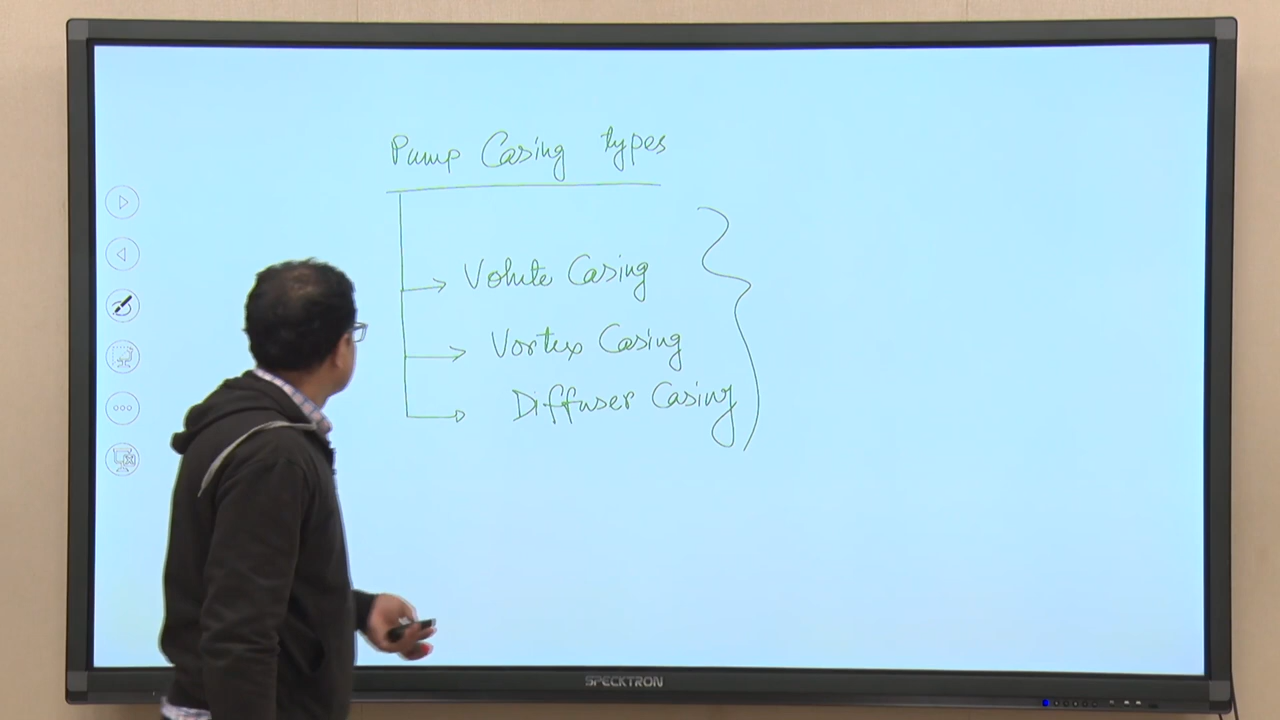 Pump Casing types
Volute Casing
Vortex Casing
Diffuser Casing
SPECKTRON